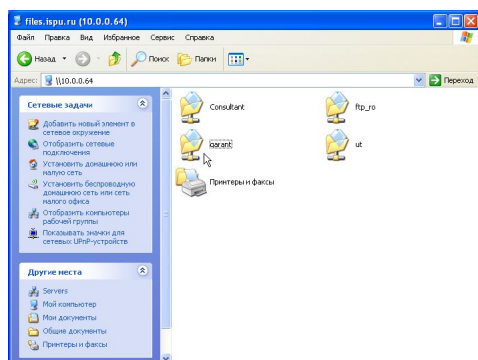 files.ispu.ru (10.0.0.64)
Файл Правка Вид Избранное Сервис Справка
Назад Поиск Папки
Адрес: \\10.0.0.64 Переход
Сетевые задачи
Добавить новый элемент в
сетевое окружение
Отобразить сетевые
подключения
Установить домашнюю или
малую сеть
Установить беспроводную
домашнюю сеть или сеть
малого офиса
Отобразить компьютеры
рабочей группы
Показывать значки для
сетевых UPnP-устройств
Другие места
Servers
Мой компьютер
Мои документы
Общие документы
Принтеры и факсы
Consultant
ftp_ro
garant
ut
Принтеры и факсы